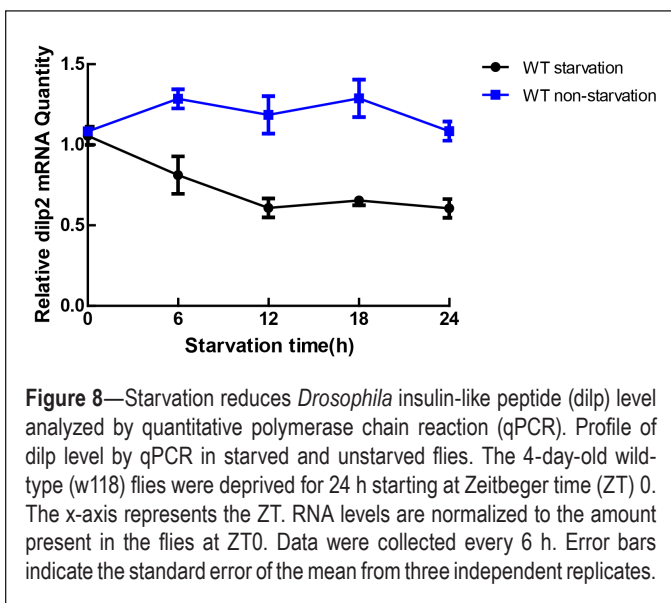 1.5
1.0
0.5
0.0
Relative dilp2 mRNA Quantity
0 6 12 18 24
Starvation time(h)
WT starvation
WT non-starvation
Figure 8—Starvation reduces Drosophila insulin-like peptide (dilp) level
analyzed by quantitative polymerase chain reaction (qPCR). Profile of
dilp level by qPCR in starved and unstarved flies. The 4-day-old wild-
type (w118) flies were deprived for 24 h starting at Zeitbeger time (ZT) 0.
The x-axis represents the ZT. RNA levels are normalized to the amount
present in the flies at ZT0. Data were collected every 6 h. Error bars
indicate the standard error of the mean from three independent replicates.